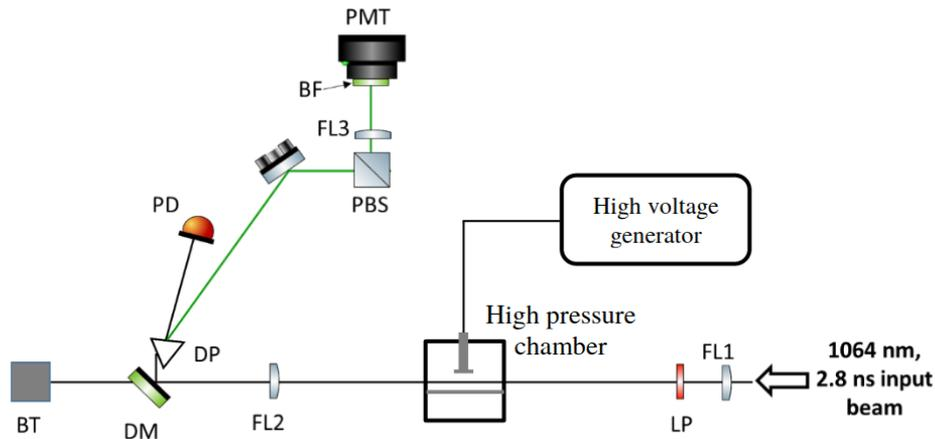 PMT
BF
FL3
PBS
PD
High voltage
generator
High pressure
chamber
DP
FL1
1064 nm,
2.8 ns input
beam
BT
DM
FL2
LP